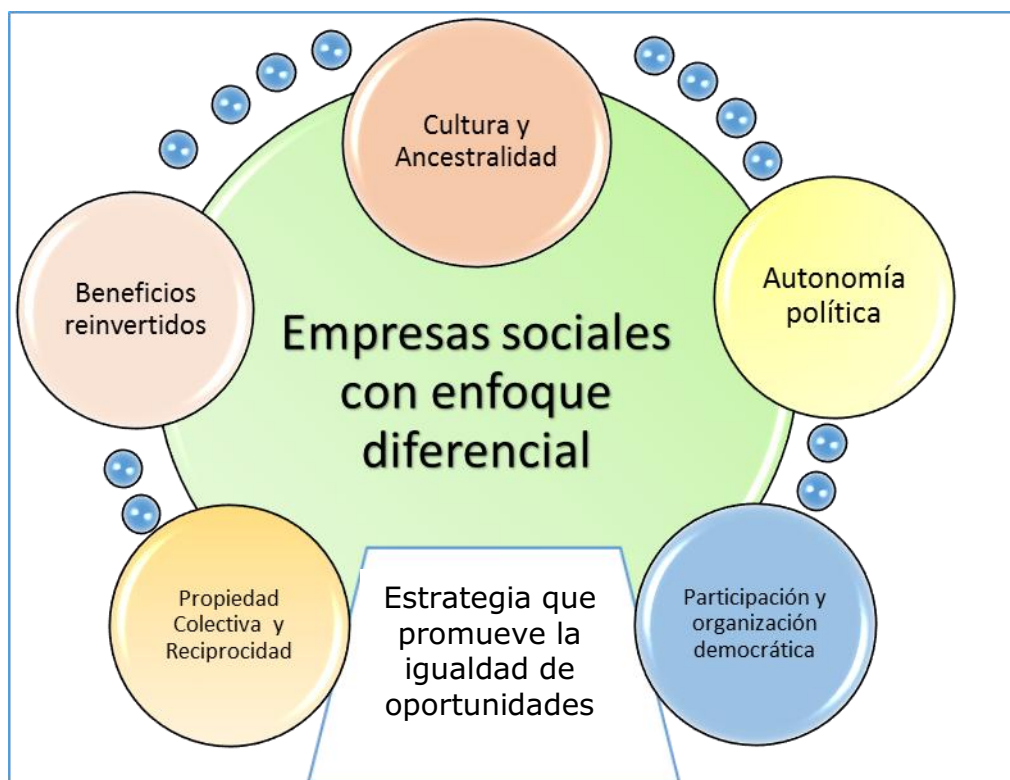 Cultura y
Ancestralidad
Beneficios
reinvertidos
Autonomía
política
Empresas sociales
con enfoque
diferencial
Propiedad
Colectiva y
Reciprocidad
Estrategia que
promueve la
igualdad de
oportunidades
Participación y
organización
democrática